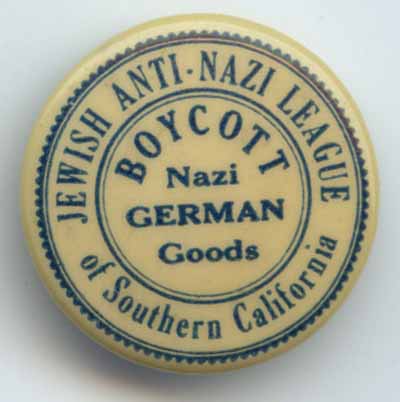 JEWISH ANTI-NAZI LEAGUE
of Southern California
BOYCOTT
Nazi
GERMAN
Goods